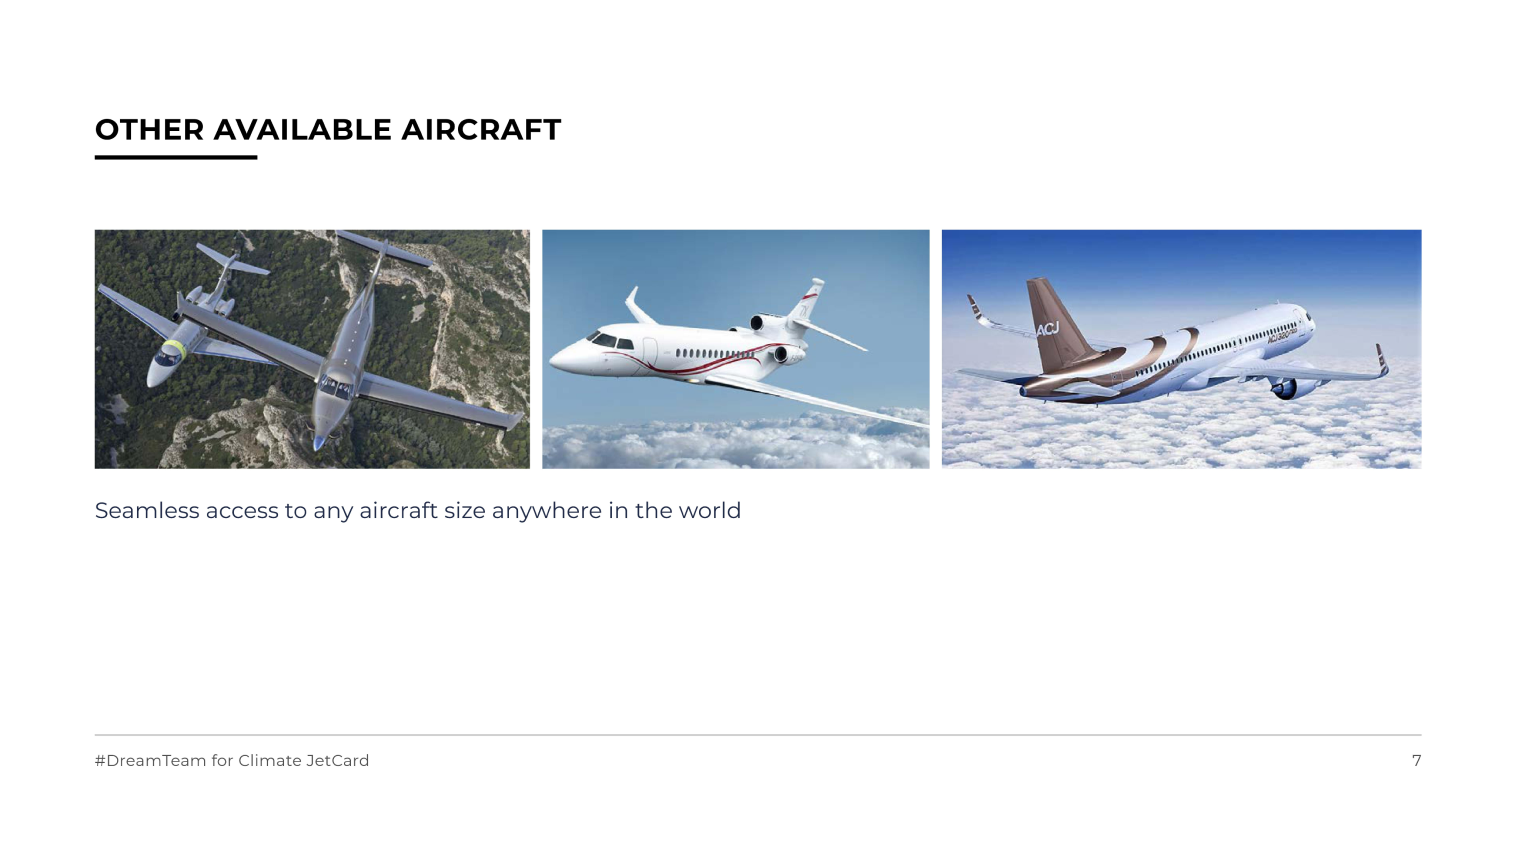 OTHER AVAILABLE AIRCRAFT
ACJ
Seamless access to any aircraft size anywhere in the world
#DreamTeam for Climate JetCard
7